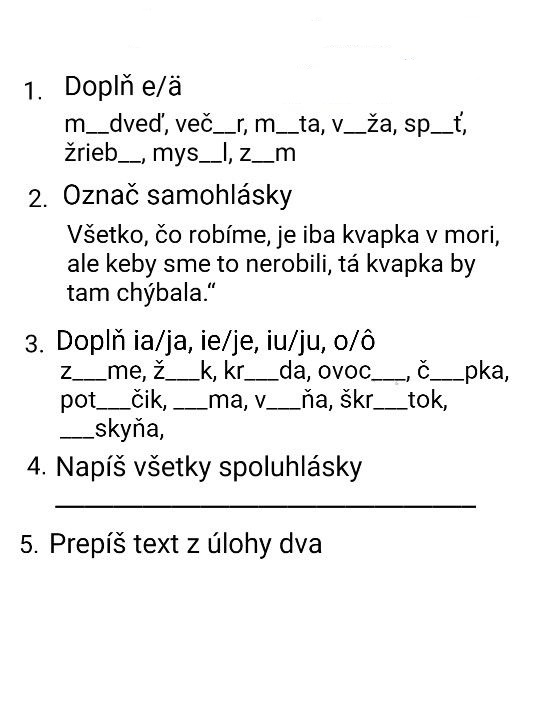 1. Doplň e/ä
m__dveď, več__r, m__ta, v__ža, sp__ť,
žrieb__, mys__l, z__m
2. Označ samohlásky
Všetko, čo robíme, je iba kvapka v mori,
ale keby sme to nerobili, tá kvapka by
tam chýbala.“
3. Doplň ia/ja, ie/je, iu/ju, o/ô
z___me, ž___k, kr___da, ovoc___, č___pka,
pot___čik, ___ma, v___ňa, škr___tok,
___skyňa,
4. Napíš všetky spoluhlásky
5. Prepíš text z úlohy dva